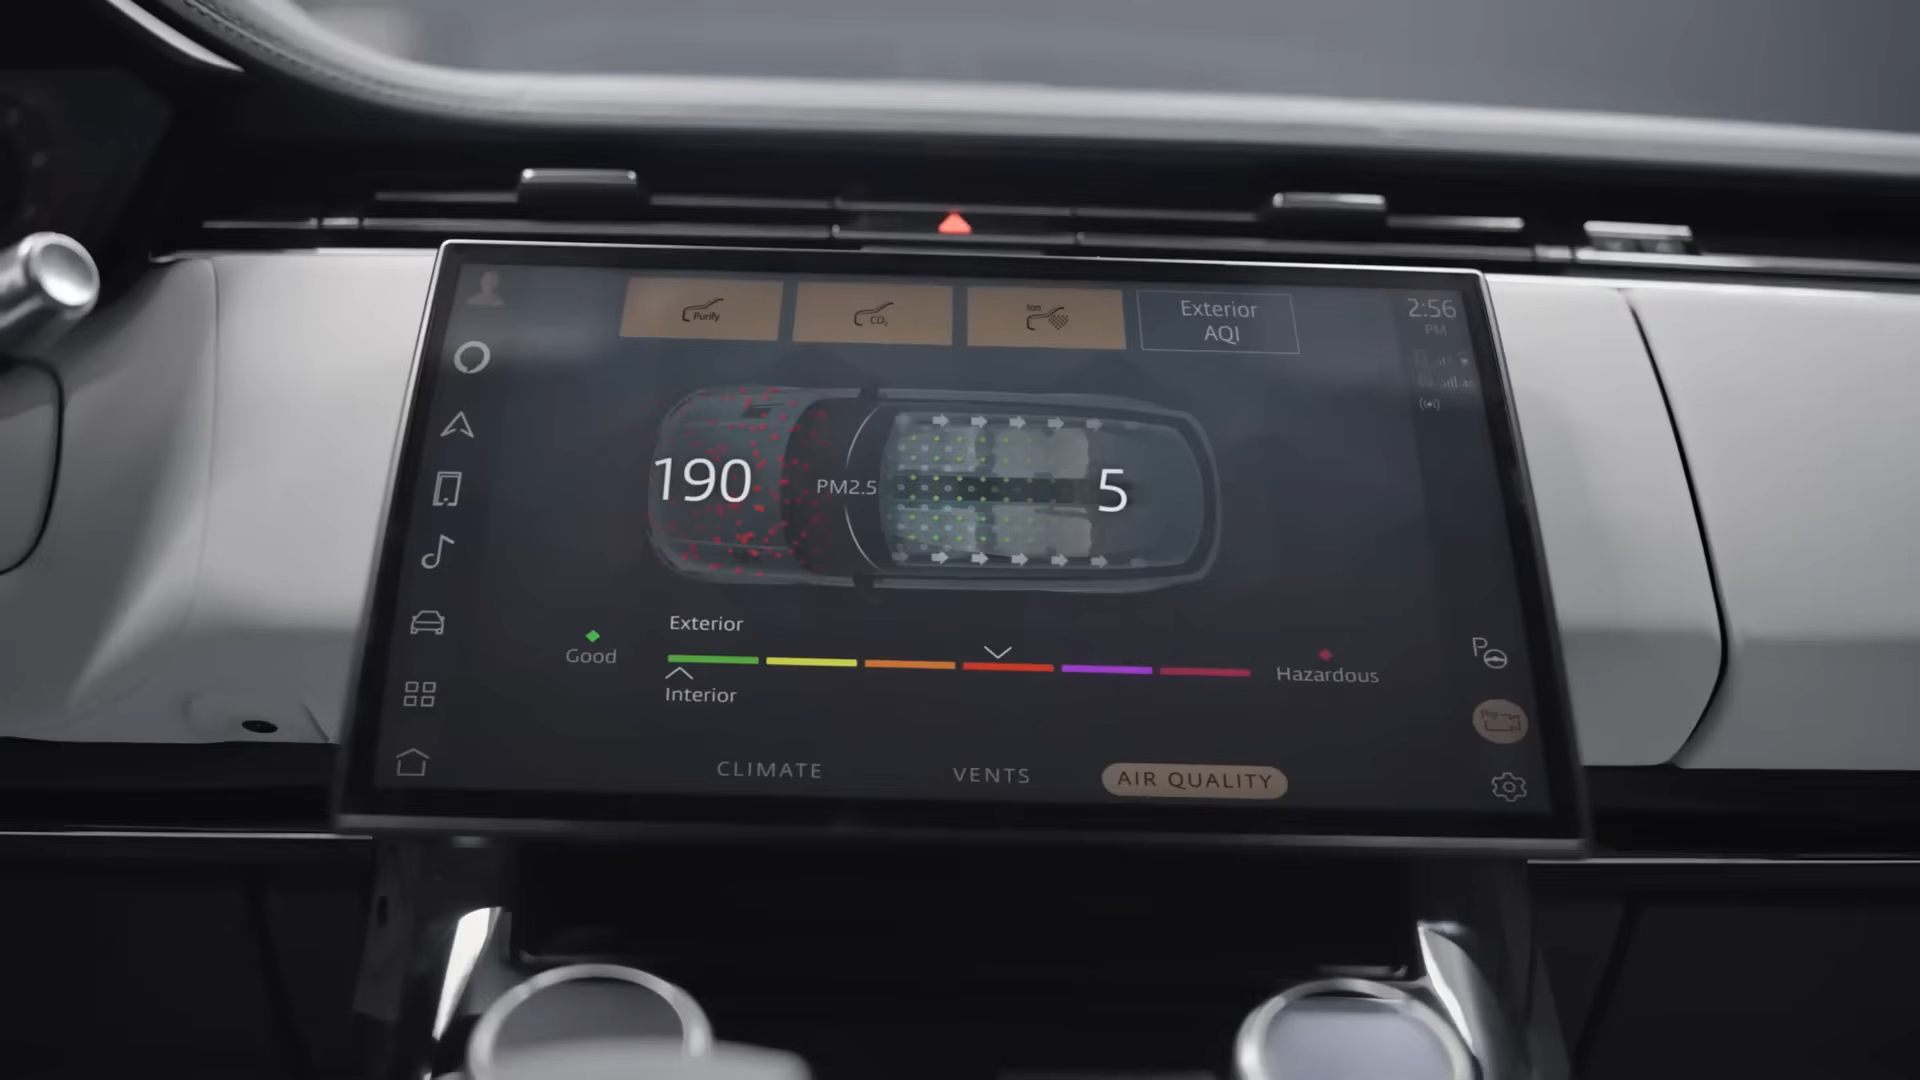 Purify
CO₂
Ion
Exterior
AQI
2:56
PM
190
PM2.5
5
Exterior
Good
Hazardous
Interior
P
CLIMATE
VENTS
AIR QUALITY